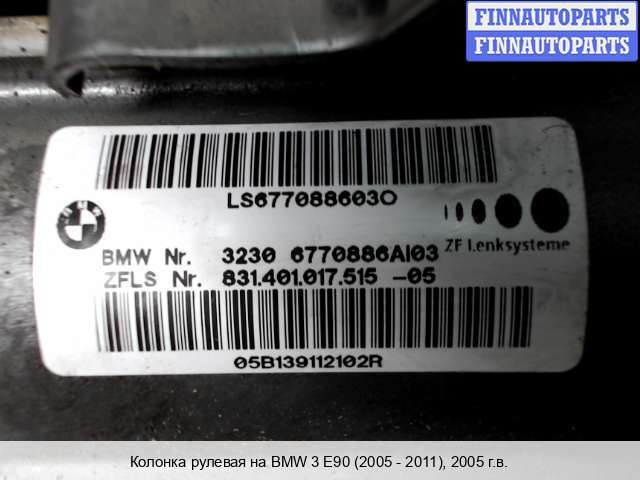 FINNAUTOPARTS
FINNAUTOPARTS
LS6770886030
BMW Nr. 3230 6770886AI03
ZF Lenksysteme
ZFLS Nr. 831.401.017.515 -05
05B139112102R
Колонка рулевая на BMW 3 E90 (2005 - 2011), 2005 г.в.